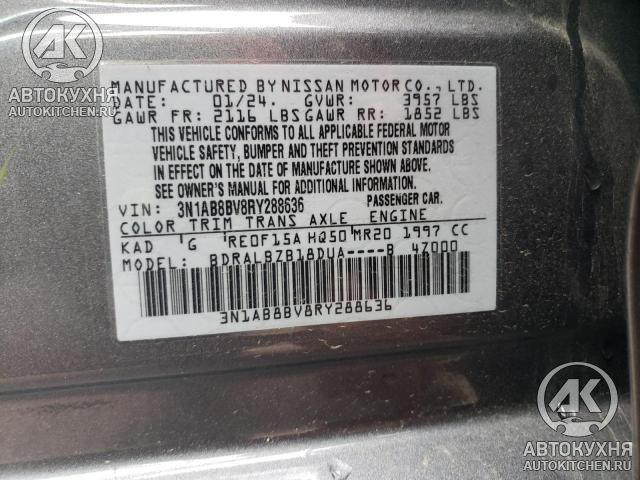 АВТОКУХНЯ
AUTOKITCHEN.RU
MANUFACTURED BY NISSAN MOTOR CO., LTD.
DATE: 01/24. GVWR: 3957 LBS
GAWR FR: 2116 LBS GAWR RR: 1852 LBS
THIS VEHICLE CONFORMS TO ALL APPLICABLE FEDERAL MOTOR
VEHICLE SAFETY, BUMPER AND THEFT PREVENTION STANDARDS
IN EFFECT ON THE DATE OF MANUFACTURE SHOWN ABOVE.
SEE OWNER'S MANUAL FOR ADDITIONAL INFORMATION.
VIN: 3N1AB8BV8RY288636 PASSENGER CAR.
COLOR TRIM TRANS AXLE ENGINE
KAD G RE0F15A HQ50 MR20 1997 CC
MODEL BDRALBZB18DUA----B 4Z000
3N1AB8BV8RY288636
АК
АВТОКУХНЯ
AUTOKITCHEN.RU